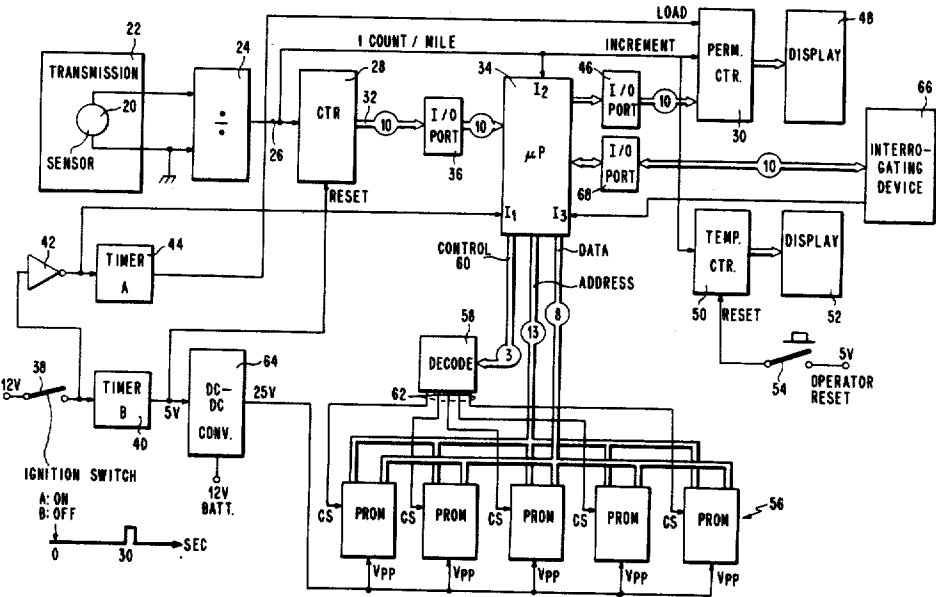 22
TRANSMISSION
20
SENSOR
24
÷
26
LOAD
1 COUNT / MILE
INCREMENT
28
CTR
32
10
RESET
I/O
PORT
36
10
34
I2
μP
I1
I3
46
I/O
PORT
10
I/O
PORT
68
10
PERM.
CTR.
30
48
DISPLAY
66
INTERRO-
GATING
DEVICE
TEMP.
CTR.
50
RESET
DISPLAY
52
54
5V
OPERATOR
RESET
42
44
TIMER
A
CONTROL
60
DATA
ADDRESS
8
13
3
58
DECODE
62
12V
38
TIMER
B
40
5V
64
DC-
DC
CONV.
25V
12V
BATT.
IGNITION SWITCH
A: ON
B: OFF
0
30
SEC
CS
PROM
CS
PROM
CS
PROM
CS
PROM
CS
PROM
56
VPP
VPP
VPP
VPP
VPP